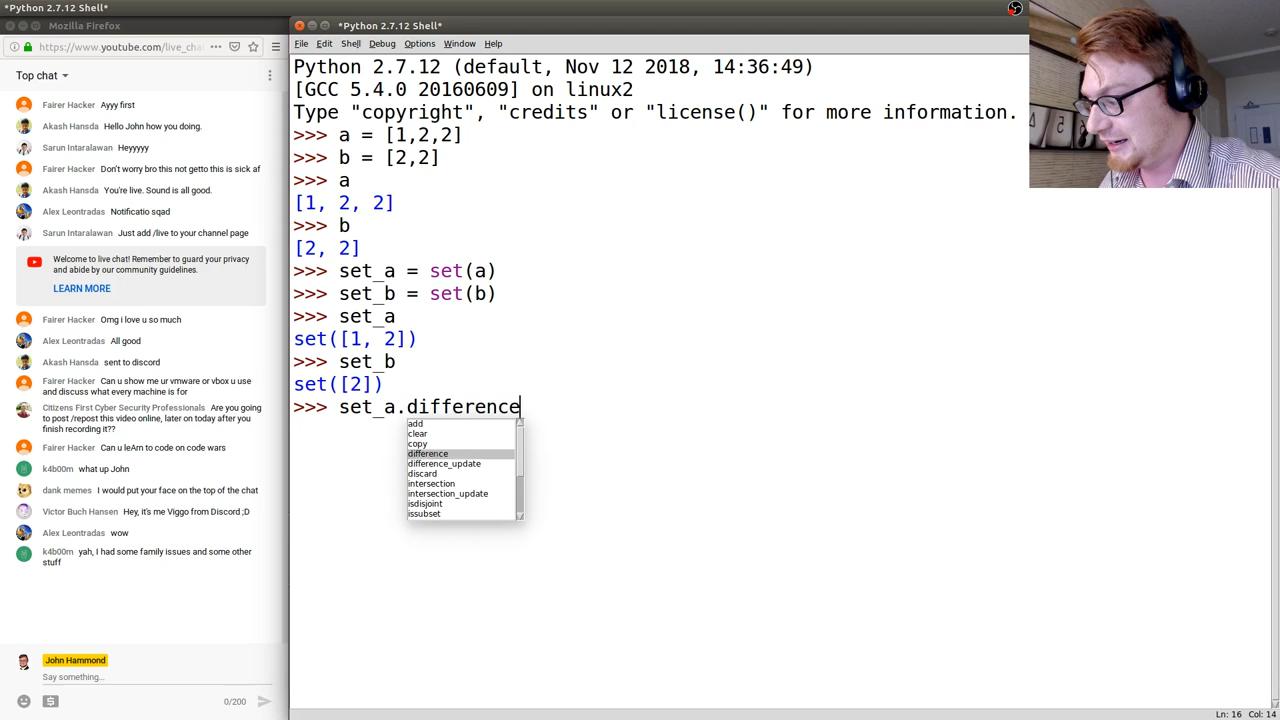 *Python 2.7.12 Shell*
Mozilla Firefox
https://www.youtube.com/live_cha
Top chat
Fairer Hacker Ayyy first
Akash Hansda Hello John how you doing.
Sarun Intaralawan Heyyyyy
Fairer Hacker Don't worry bro this not getto this is sick af
Akash Hansda You're live. Sound is all good.
Alex Leontradas Notificatio sqad
Sarun Intaralawan Just add /live to your channel page
Welcome to live chat! Remember to guard your privacy
and abide by our community guidelines.
LEARN MORE
Fairer Hacker Omg i love u so much
Alex Leontradas All good
Akash Hansda sent to discord
Fairer Hacker Can u show me ur vmware or vbox u use
and discuss what every machine is for
Citizens First Cyber Security Professionals Are you going
to post /repost this video online, later on today after you
finish recording it??
Fairer Hacker Can u leArn to code on code wars
k4b00m what up John
dank memes I would put your face on the top of the chat
Victor Buch Hansen Hey, it's me Viggo from Discord ;D
Alex Leontradas wow
k4b00m yah, I had some family issues and some other
stuff
John Hammond
Say something...
0/200
*Python 2.7.12 Shell*
File Edit Shell Debug Options Window Help
Python 2.7.12 (default, Nov 12 2018, 14:36:49)
[GCC 5.4.0 20160609] on linux2
Type "copyright", "credits" or "license()" for more information.
>>> a = [1,2,2]
>>> b = [2,2]
>>> a
[1, 2, 2]
>>> b
[2, 2]
>>> set_a = set(a)
>>> set_b = set(b)
>>> set_a
set([1, 2])
>>> set_b
set([2])
>>> set_a.difference
add
clear
copy
difference
difference_update
discard
intersection
intersection_update
isdisjoint
issubset
Ln: 16 Col: 14